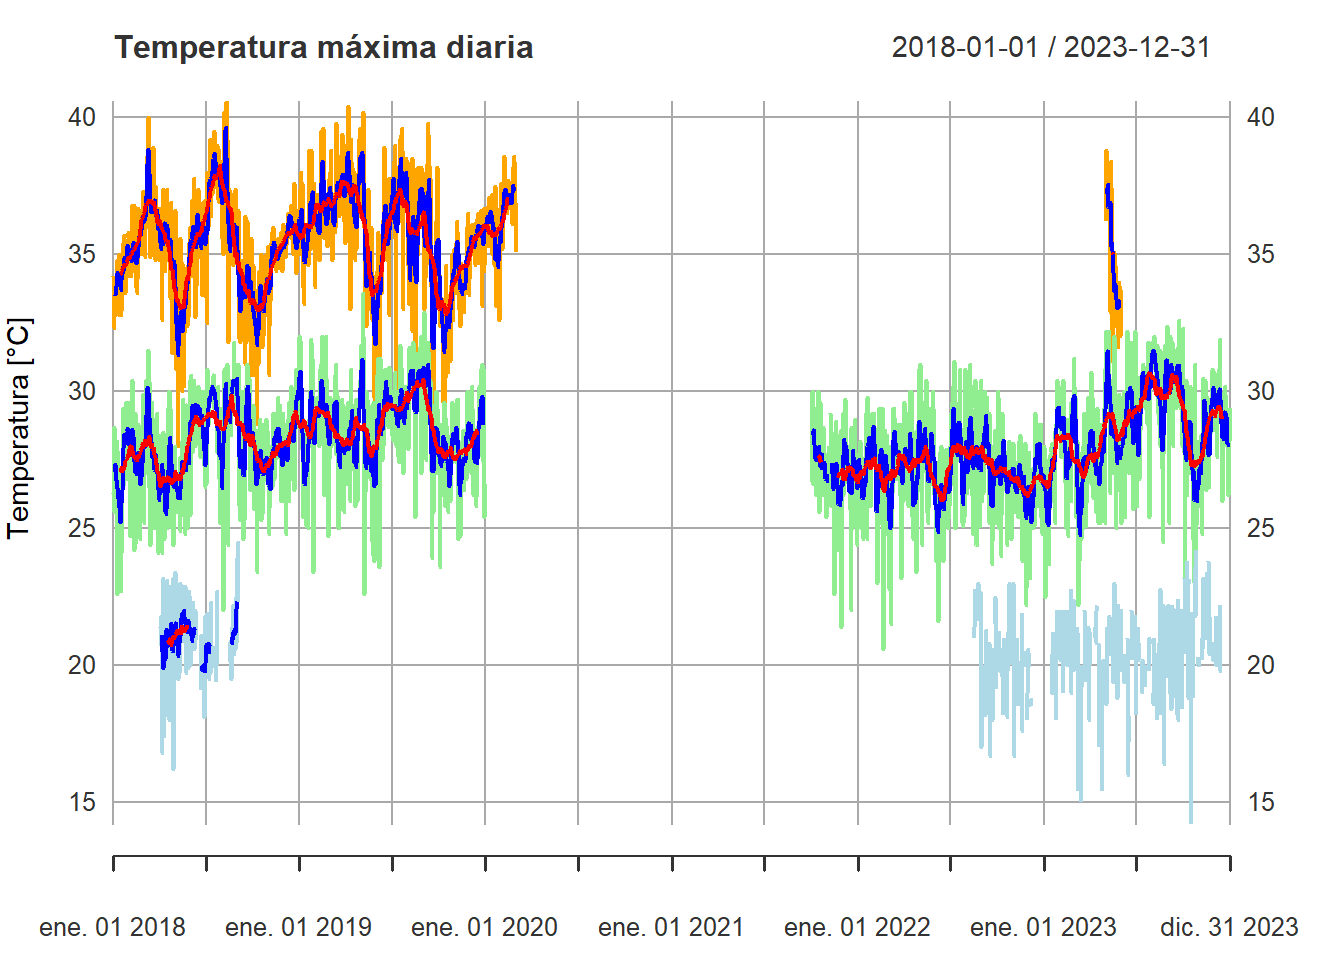 Temperatura máxima diaria
2018-01-01 / 2023-12-31
Temperatura [°C]
40
35
30
25
20
15
40
35
30
25
20
15
ene. 01 2018
ene. 01 2019
ene. 01 2020
ene. 01 2021
ene. 01 2022
ene. 01 2023
dic. 31 2023